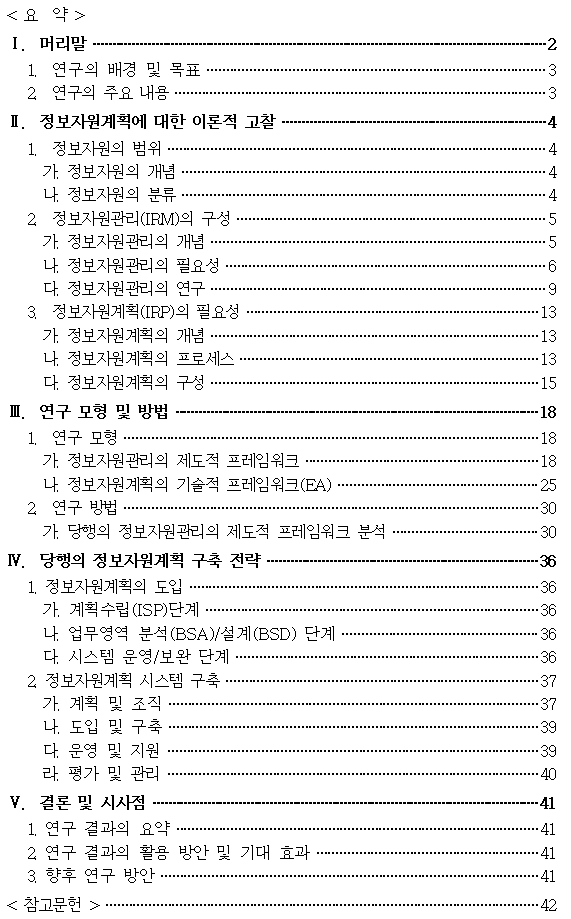 < 요 약 >
Ⅰ. 머리말 2
1. 연구의 배경 및 목표 3
2. 연구의 주요 내용 3
Ⅱ. 정보자원계획에 대한 이론적 고찰 4
1. 정보자원의 범위 4
가. 정보자원의 개념 4
나. 정보자원의 분류 4
2. 정보자원관리(IRM)의 구성 5
가. 정보자원관리의 개념 5
나. 정보자원관리의 필요성 6
다. 정보자원관리의 연구 9
3. 정보자원계획(IRP)의 필요성 13
가. 정보자원계획의 개념 13
나. 정보자원계획의 프로세스 13
다. 정보자원계획의 구성 15
Ⅲ. 연구 모형 및 방법 18
1. 연구 모형 18
가. 정보자원관리의 제도적 프레임워크 18
나. 정보자원계획의 기술적 프레임워크(EA) 25
2. 연구 방법 30
가. 당행의 정보자원관리의 제도적 프레임워크 분석 30
Ⅳ. 당행의 정보자원계획 구축 전략 36
1. 정보자원계획의 도입 36
가. 계획수립(ISP)단계 36
나. 업무영역 분석(BSA)/설계(BSD) 단계 36
다. 시스템 운영/보완 단계 36
2. 정보자원계획 시스템 구축 37
가. 계획 및 조직 37
나. 도입 및 구축 39
다. 운영 및 지원 39
라. 평가 및 관리 40
Ⅴ. 결론 및 시사점 41
1. 연구 결과의 요약 41
2. 연구 결과의 활용 방안 및 기대 효과 41
3. 향후 연구 방안 41
< 참고문헌 > 42